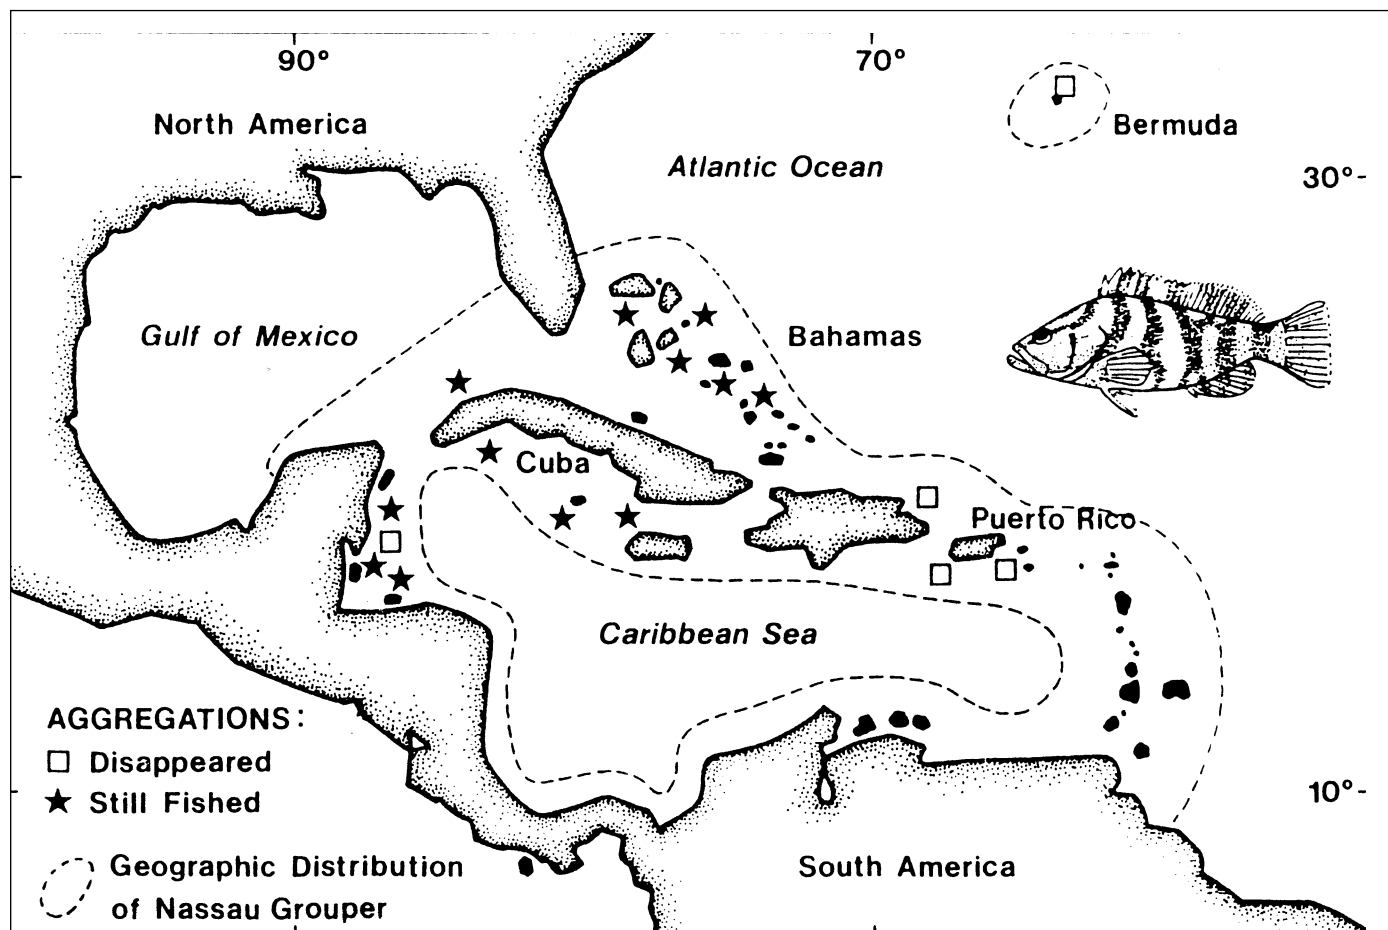 90°
70°
North America
Bermuda
Atlantic Ocean
30°
Gulf of Mexico
Bahamas
Cuba
Puerto Rico
Caribbean Sea
AGGREGATIONS:
Disappeared
Still Fished
10°
Geographic Distribution
of Nassau Grouper
South America